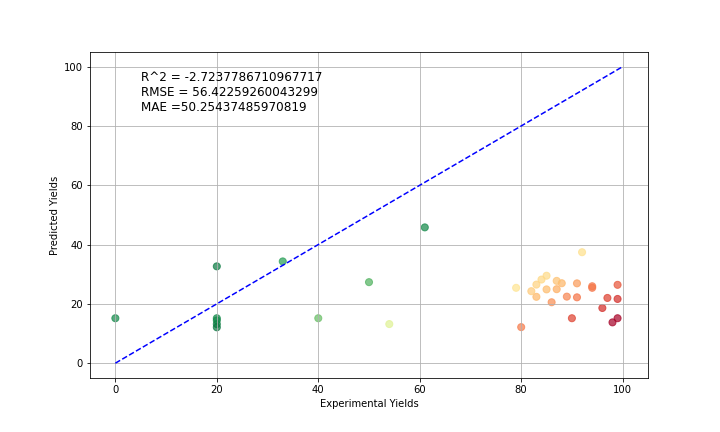 R^2 = -2.7237786710967717
RMSE = 56.42259260043299
MAE =50.25437485970819
100
80
60
40
20
0
Predicted Yields
0 20 40 60 80 100
Experimental Yields